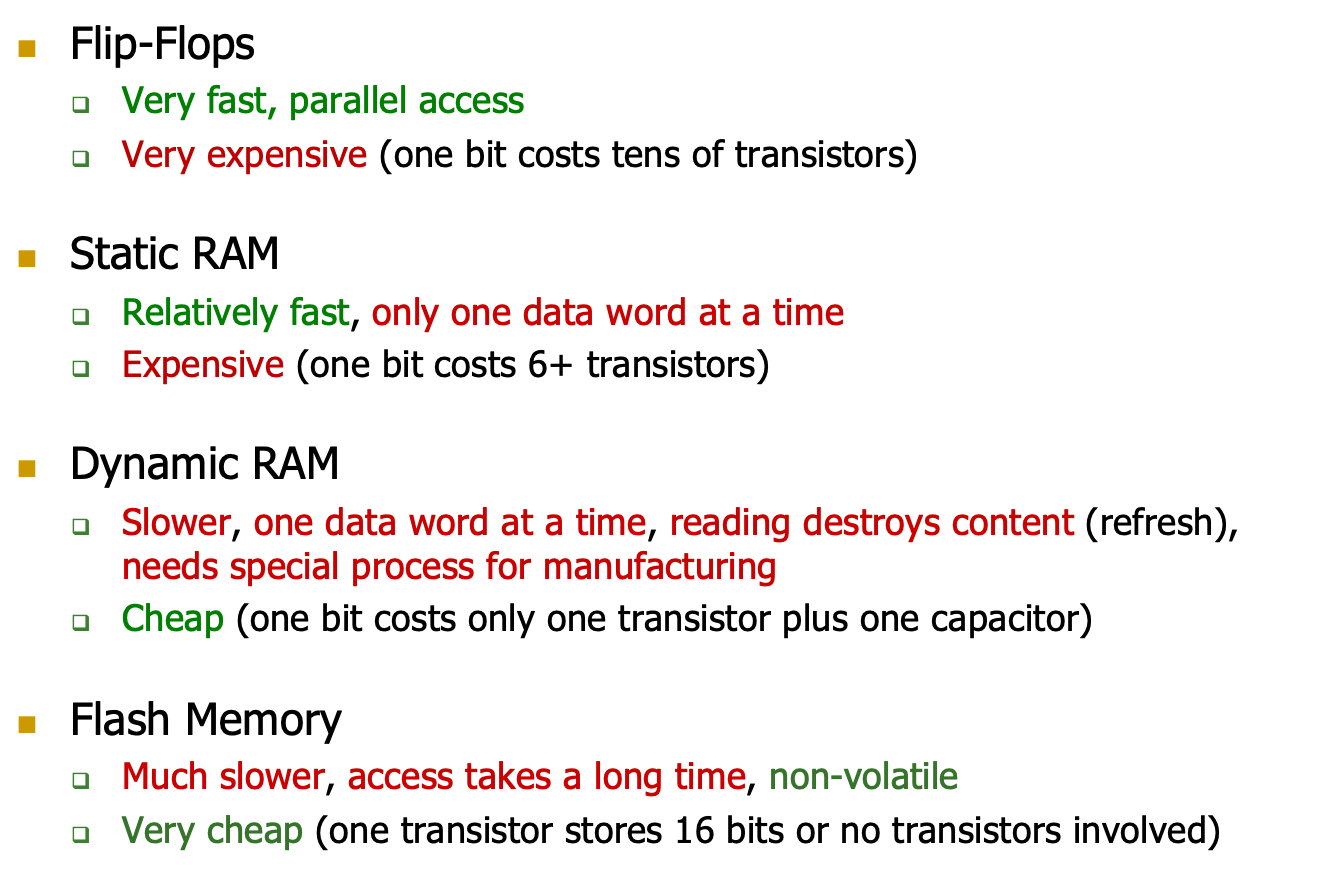 Flip-Flops
Very fast, parallel access
Very expensive (one bit costs tens of transistors)
Static RAM
Relatively fast, only one data word at a time
Expensive (one bit costs 6+ transistors)
Dynamic RAM
Slower, one data word at a time, reading destroys content (refresh),
needs special process for manufacturing
Cheap (one bit costs only one transistor plus one capacitor)
Flash Memory
Much slower, access takes a long time, non-volatile
Very cheap (one transistor stores 16 bits or no transistors involved)